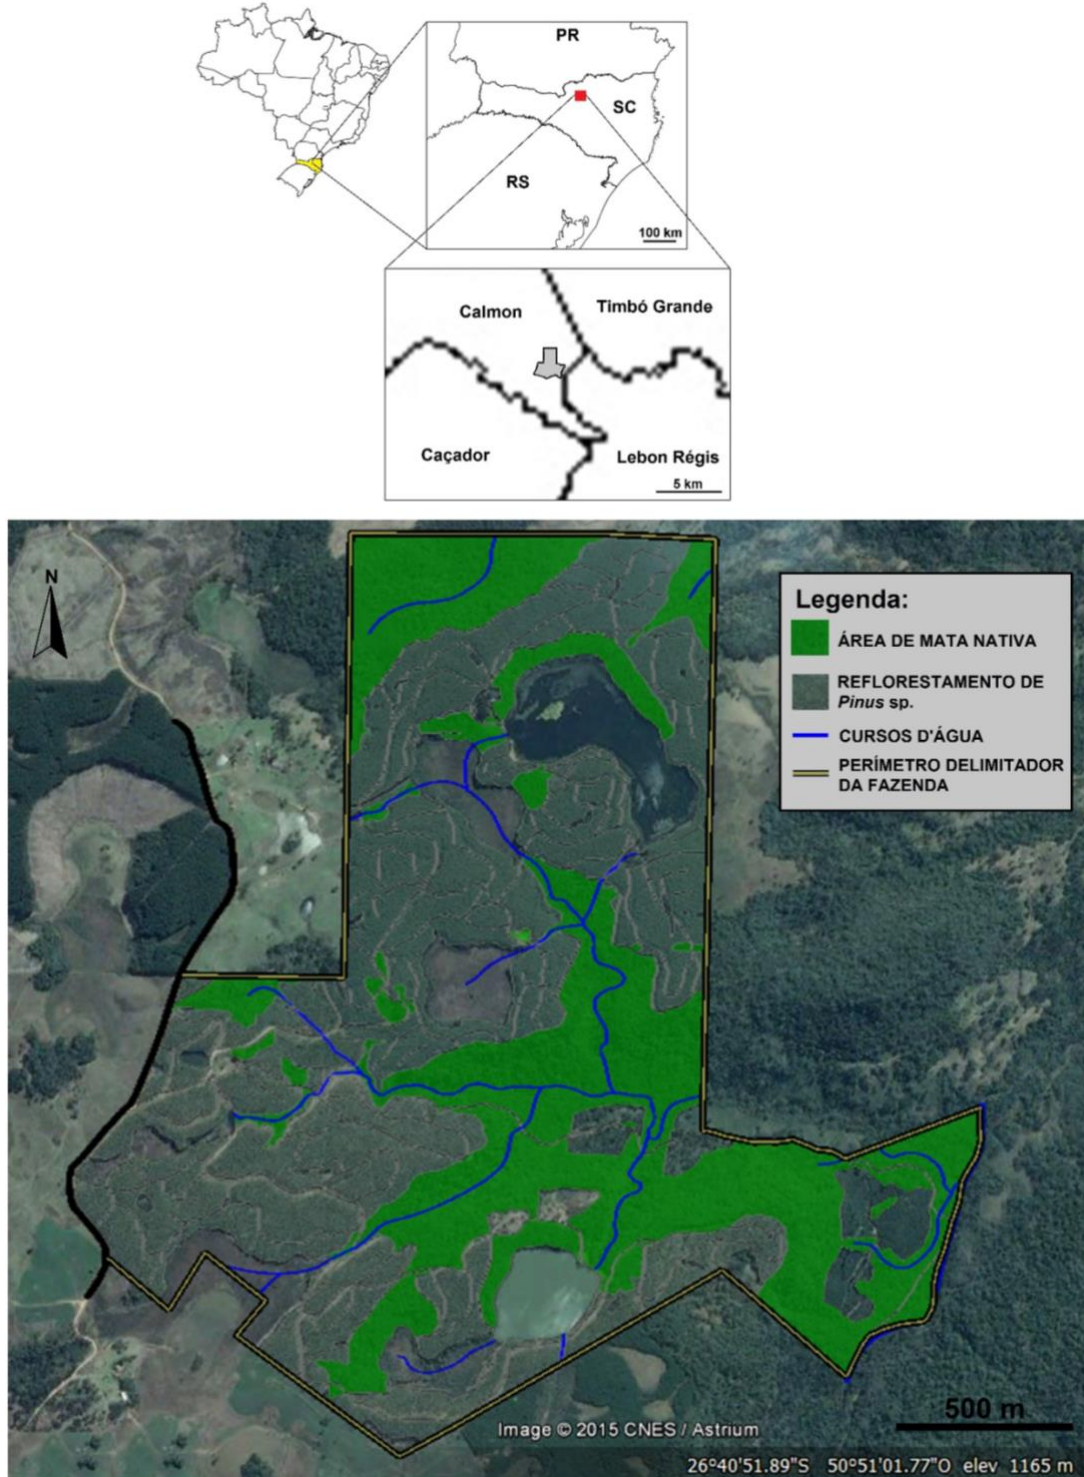 PR
SC
RS
100 km
Calmon
Timbó Grande
Caçador
Lebon Régis
5 km
N
Legenda:
ÁREA DE MATA NATIVA
REFLORESTAMENTO DE
Pinus sp.
CURSOS D'ÁGUA
PERÍMETRO DELIMITADOR
DA FAZENDA
500 m
Image © 2015 CNES / Astrium
26°40'51.89"S 50°51'01.77"O elev 1165 m